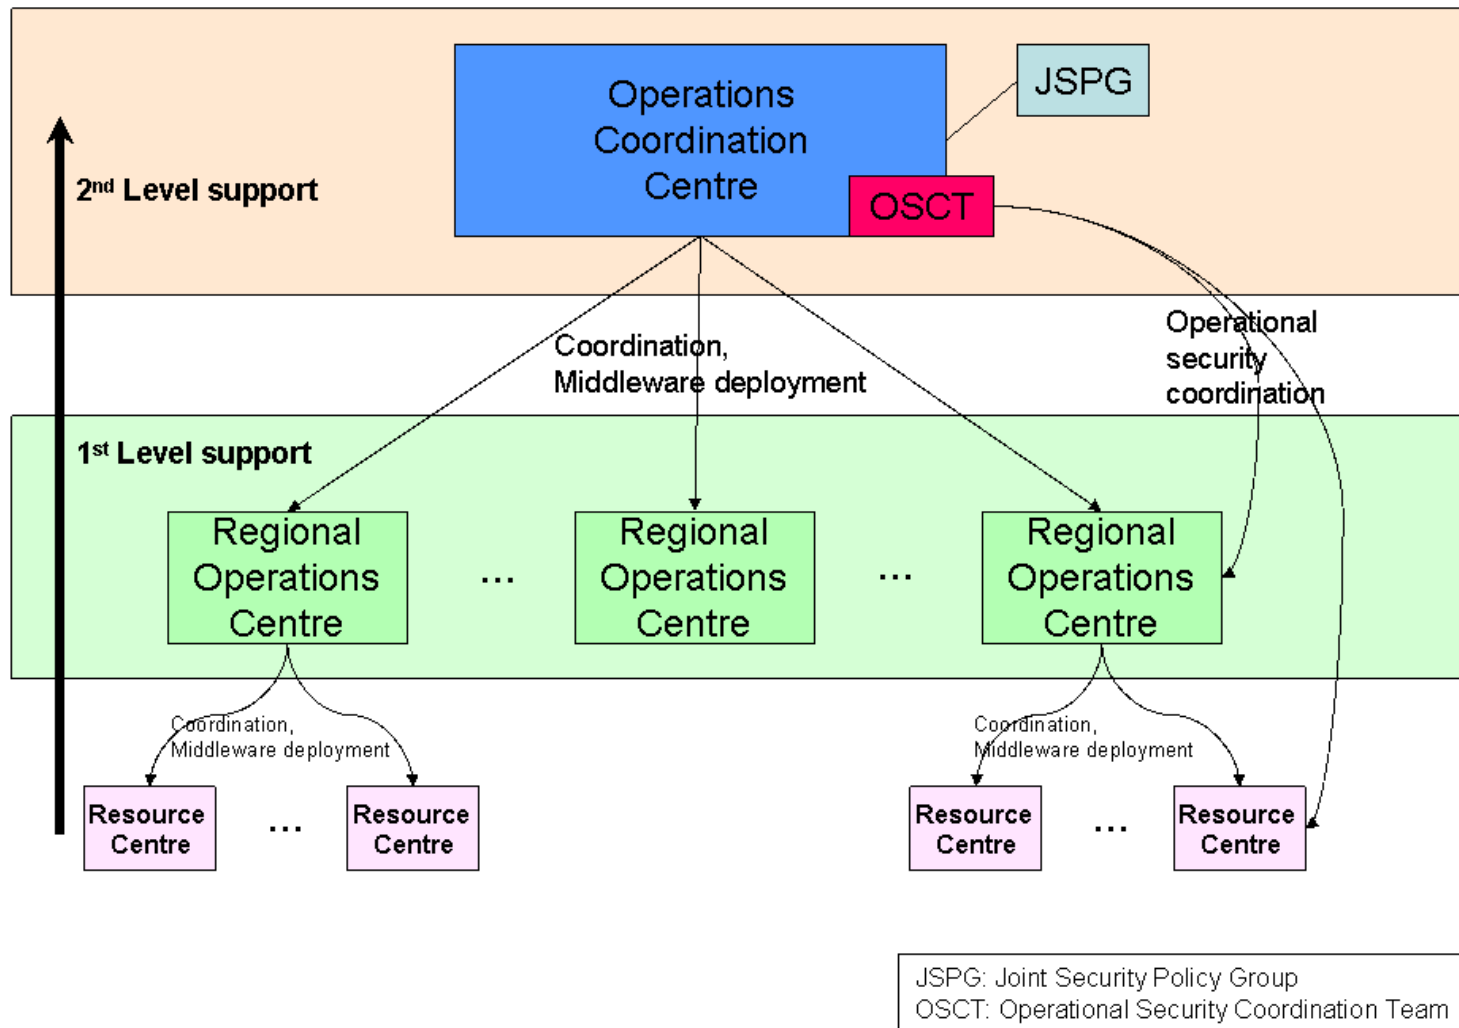 Operations
Coordination
Centre
JSPG
OSCT
2nd Level support
Coordination,
Middleware deployment
Operational
security
coordination
1st Level support
Regional
Operations
Centre
...
Regional
Operations
Centre
...
Regional
Operations
Centre
Coordination,
Middleware deployment
Coordination,
Middleware deployment
Resource
Centre
...
Resource
Centre
Resource
Centre
...
Resource
Centre
JSPG: Joint Security Policy Group
OSCT: Operational Security Coordination Team